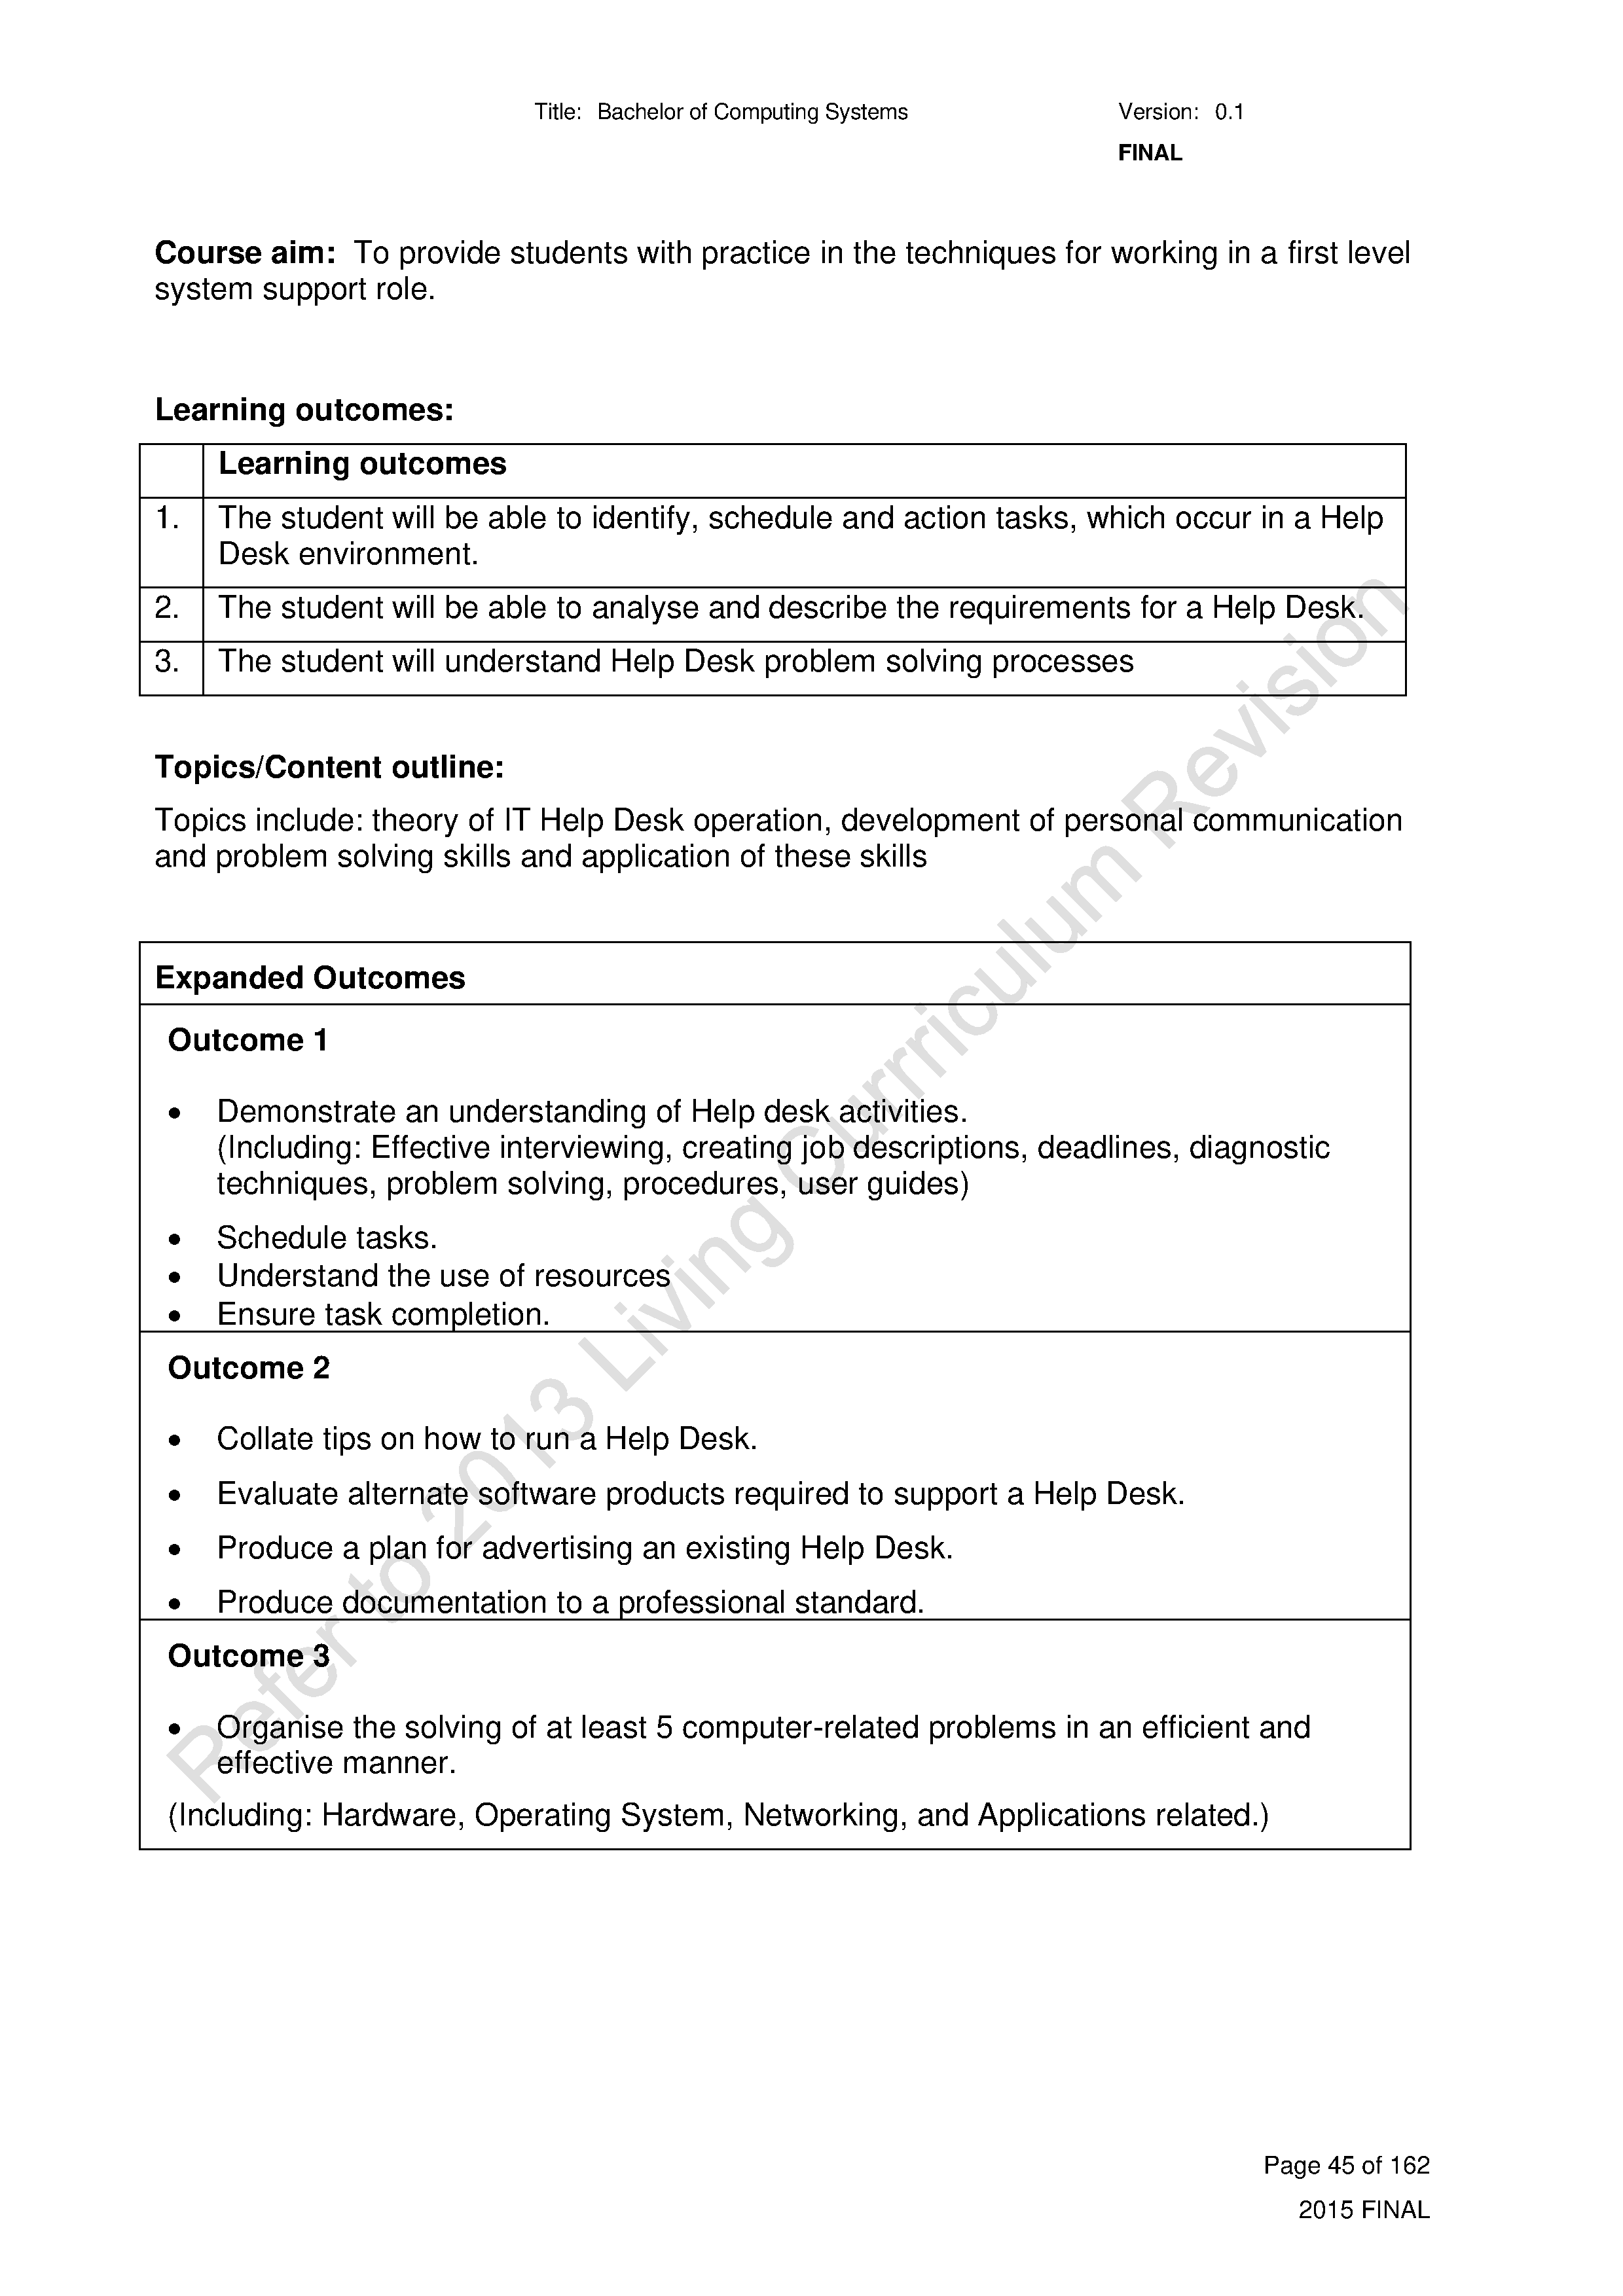 Title: Bachelor of Computing Systems Version: 0.1
FINAL
Course aim: To provide students with practice in the techniques for working in a first level
system support role.
Learning outcomes:
Learning outcomes
1. The student will be able to identify, schedule and action tasks, which occur in a Help
Desk environment.
2. The student will be able to analyse and describe the requirements for a Help Desk.
3. The student will understand Help Desk problem solving processes
Topics/Content outline:
Topics include: theory of IT Help Desk operation, development of personal communication
and problem solving skills and application of these skills
Expanded Outcomes
Outcome 1
• Demonstrate an understanding of Help desk activities.
(Including: Effective interviewing, creating job descriptions, deadlines, diagnostic
techniques, problem solving, procedures, user guides)
• Schedule tasks.
• Understand the use of resources
• Ensure task completion.
Outcome 2
• Collate tips on how to run a Help Desk.
• Evaluate alternate software products required to support a Help Desk.
• Produce a plan for advertising an existing Help Desk.
• Produce documentation to a professional standard.
Outcome 3
• Organise the solving of at least 5 computer-related problems in an efficient and
effective manner.
(Including: Hardware, Operating System, Networking, and Applications related.)
Refer to 2013 Living Currriculum Revision
Page 45 of 162
2015 FINAL